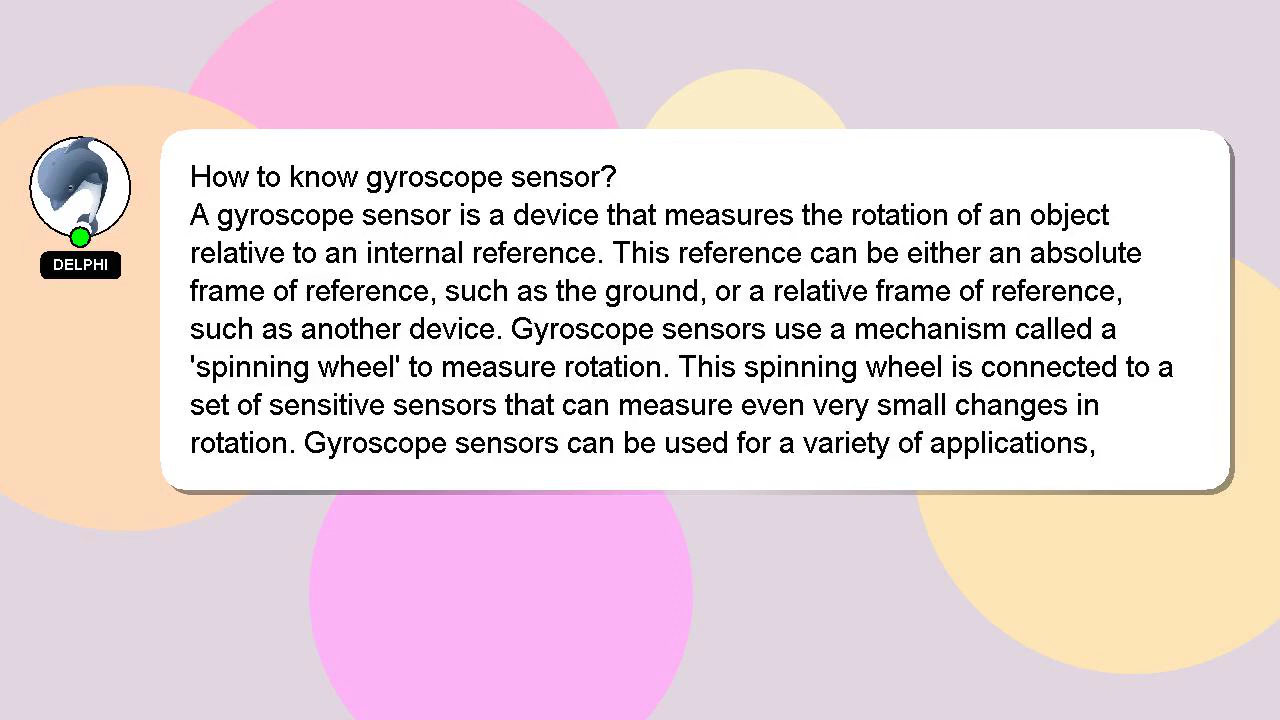 How to know gyroscope sensor?
A gyroscope sensor is a device that measures the rotation of an object
relative to an internal reference. This reference can be either an absolute
frame of reference, such as the ground, or a relative frame of reference,
such as another device. Gyroscope sensors use a mechanism called a
'spinning wheel' to measure rotation. This spinning wheel is connected to a
set of sensitive sensors that can measure even very small changes in
rotation. Gyroscope sensors can be used for a variety of applications,
DELPHI